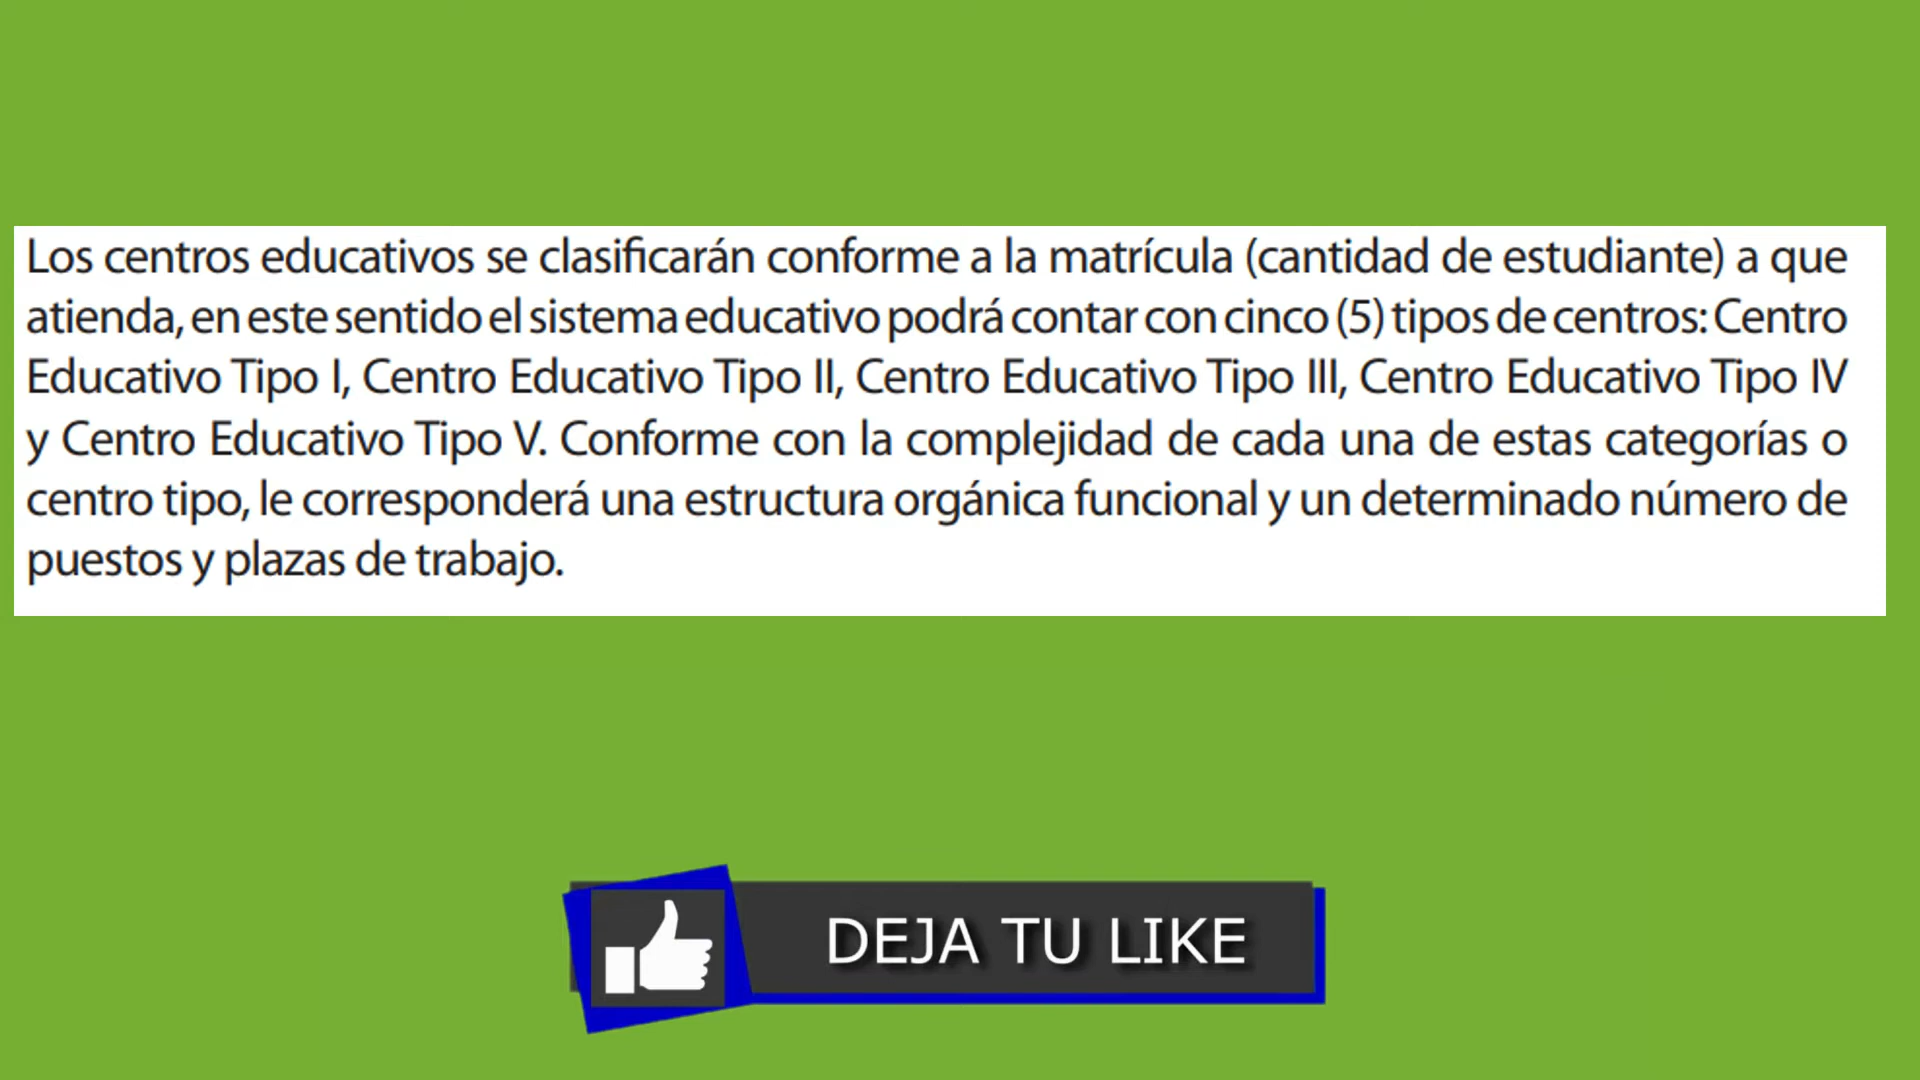 Los centros educativos se clasificarán conforme a la matrícula (cantidad de estudiante) a que
atienda, en este sentido el sistema educativo podrá contar con cinco (5) tipos de centros: Centro
Educativo Tipo I, Centro Educativo Tipo II, Centro Educativo Tipo III, Centro Educativo Tipo IV
y Centro Educativo Tipo V. Conforme con la complejidad de cada una de estas categorías o
centro tipo, le corresponderá una estructura orgánica funcional y un determinado número de
puestos y plazas de trabajo.
DEJA TU LIKE